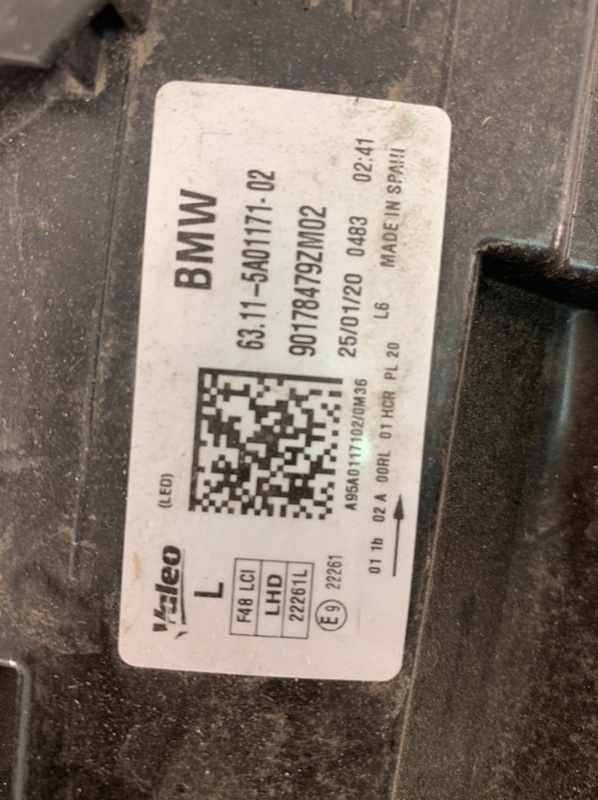 Valeo (LED) BMW
L
63.11-5A01171-02
90178479ZM02
25/01/20 0483 02:41
F48 LCI
LHD
22261L
A95A0117102/0M36
E9 22261
01 1b 02 A 00RL 01 HCR PL 20 L6 MADE IN SPAIN